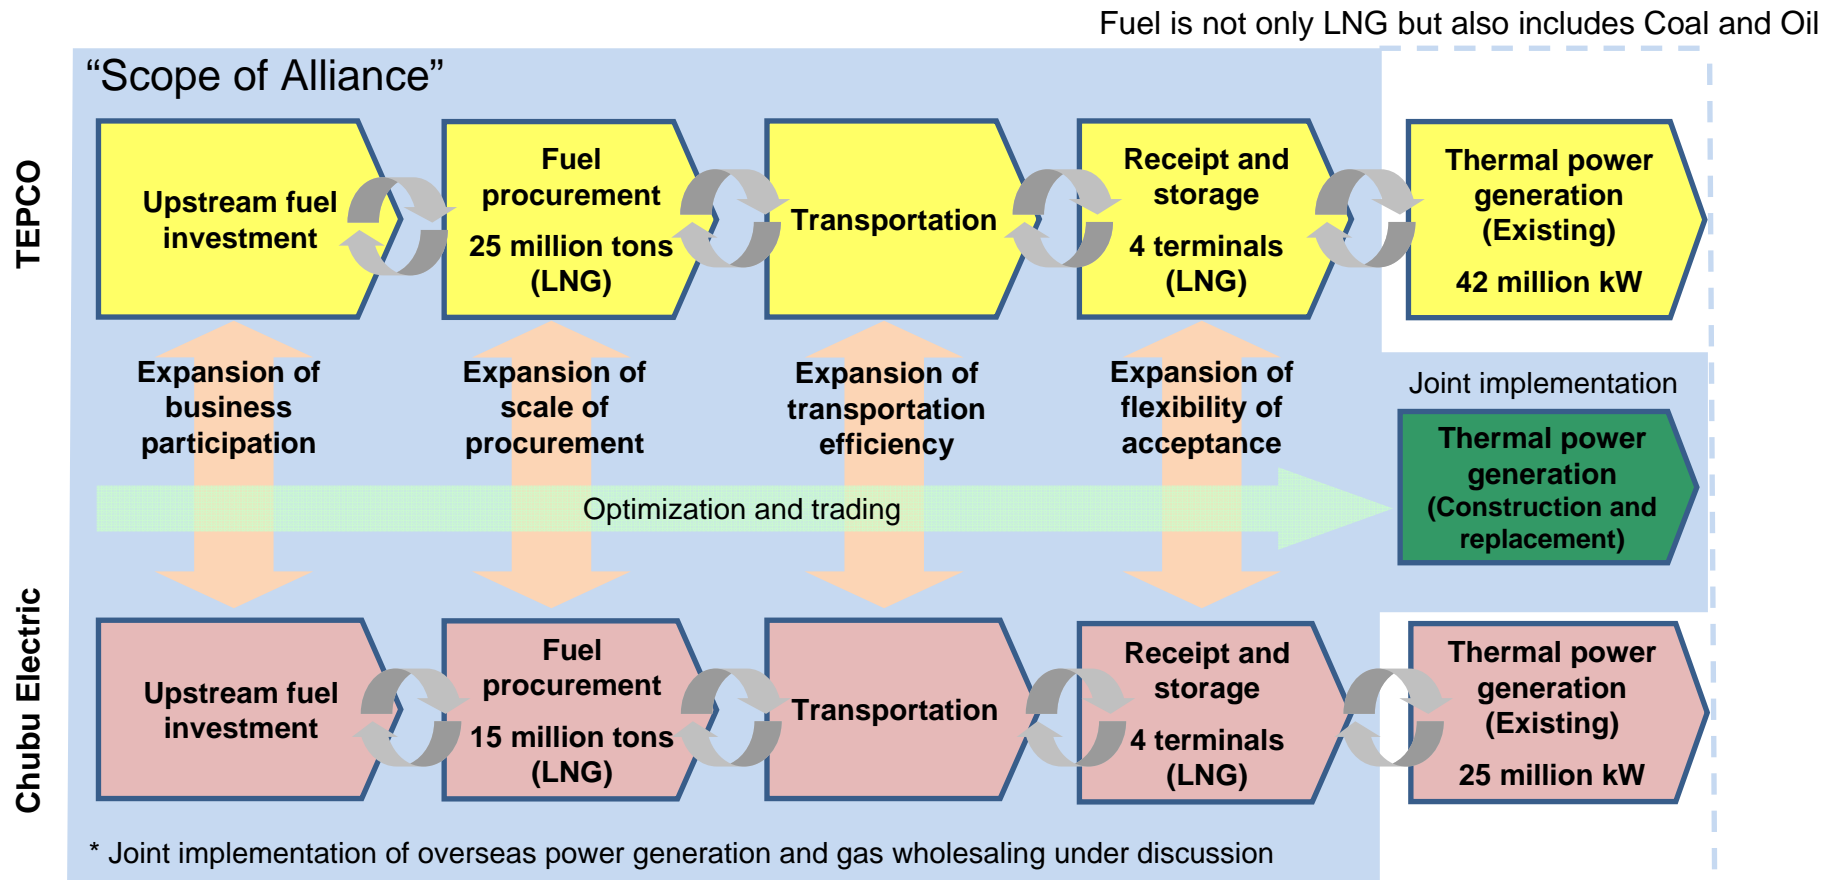 Fuel is not only LNG but also includes Coal and Oil
“Scope of Alliance”
TEPCO
Upstream fuel
investment
Fuel
procurement
25 million tons
(LNG)
Transportation
Receipt and
storage
4 terminals
(LNG)
Thermal power
generation
(Existing)
42 million kW
Expansion of
business
participation
Expansion of
scale of
procurement
Expansion of
transportation
efficiency
Expansion of
flexibility of
acceptance
Joint implementation
Thermal power
generation
(Construction and
replacement)
Optimization and trading
Chubu Electric
Upstream fuel
investment
Fuel
procurement
15 million tons
(LNG)
Transportation
Receipt and
storage
4 terminals
(LNG)
Thermal power
generation
(Existing)
25 million kW
* Joint implementation of overseas power generation and gas wholesaling under discussion